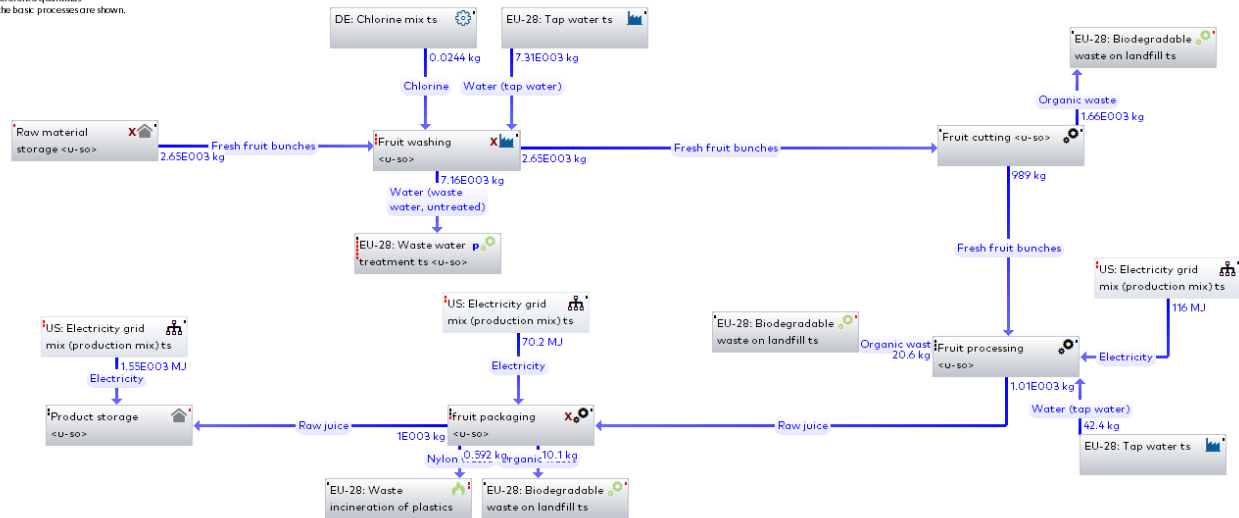 the basic processes are shown.
DE: Chlorine mix ts
EU-28: Tap water ts
EU-28: Biodegradable
waste on landfill ts
0.0244 kg
7.31E003 kg
Chlorine
Water (tap water)
Organic waste
1.66E003 kg
Raw material
storage <u-so>
X
Fresh fruit bunches
2.65E003 kg
Fruit washing
<u-so>
X
Fresh fruit bunches
2.65E003 kg
Fruit cutting <u-so>
7.16E003 kg
Water (waste
water, untreated)
989 kg
EU-28: Waste water
treatment ts <u-so>
p
Fresh fruit bunches
US: Electricity grid
mix (production mix) ts
116 MJ
US: Electricity grid
mix (production mix) ts
US: Electricity grid
mix (production mix) ts
EU-28: Biodegradable
waste on landfill ts
70.2 MJ
Organic wast
20.6 kg
Fruit processing
<u-so>
Electricity
1.55E003 MJ
Electricity
Electricity
1.01E003 kg
Water (tap water)
42.4 kg
Product storage
<u-so>
Raw juice
1E003 kg
fruit packaging
<u-so>
X
Raw juice
EU-28: Tap water ts
0.592 kg
10.1 kg
EU-28: Waste
incineration of plastics
EU-28: Biodegradable
waste on landfill ts